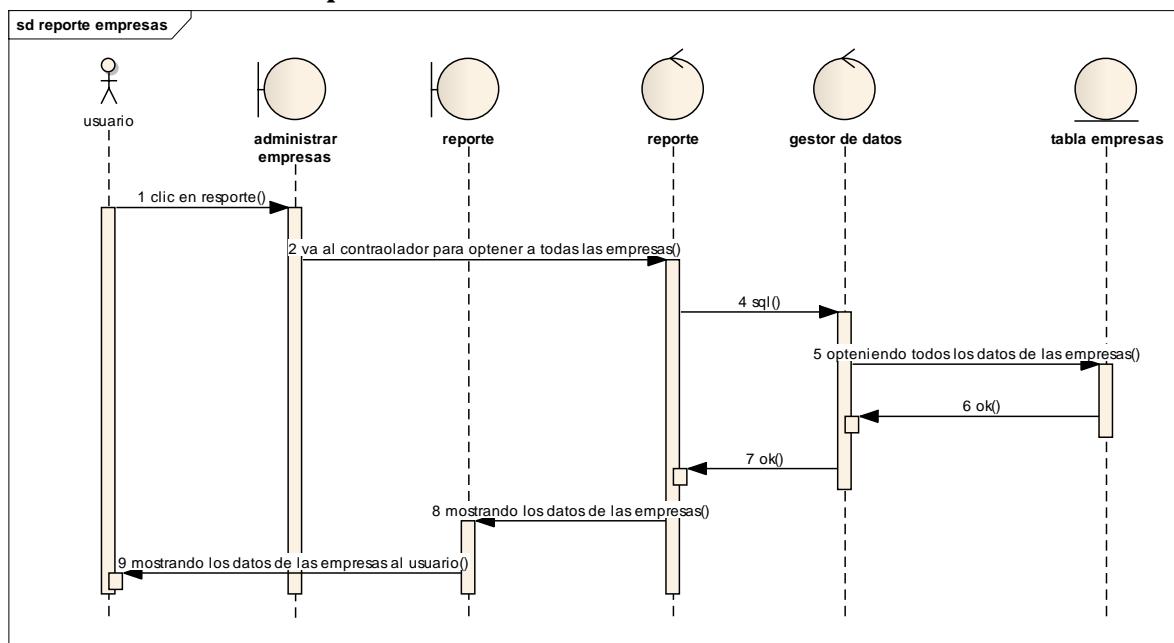 sd reporte empresas
usuario
administrar
empresas
reporte
reporte
gestor de datos
tabla empresas
1 clic en resporte()
2 va al contraolador para optener a todas las empresas()
4 sql()
5 opteniendo todos los datos de las empresas()
6 ok()
7 ok()
8 mostrando los datos de las empresas()
9 mostrando los datos de las empresas al usuario()